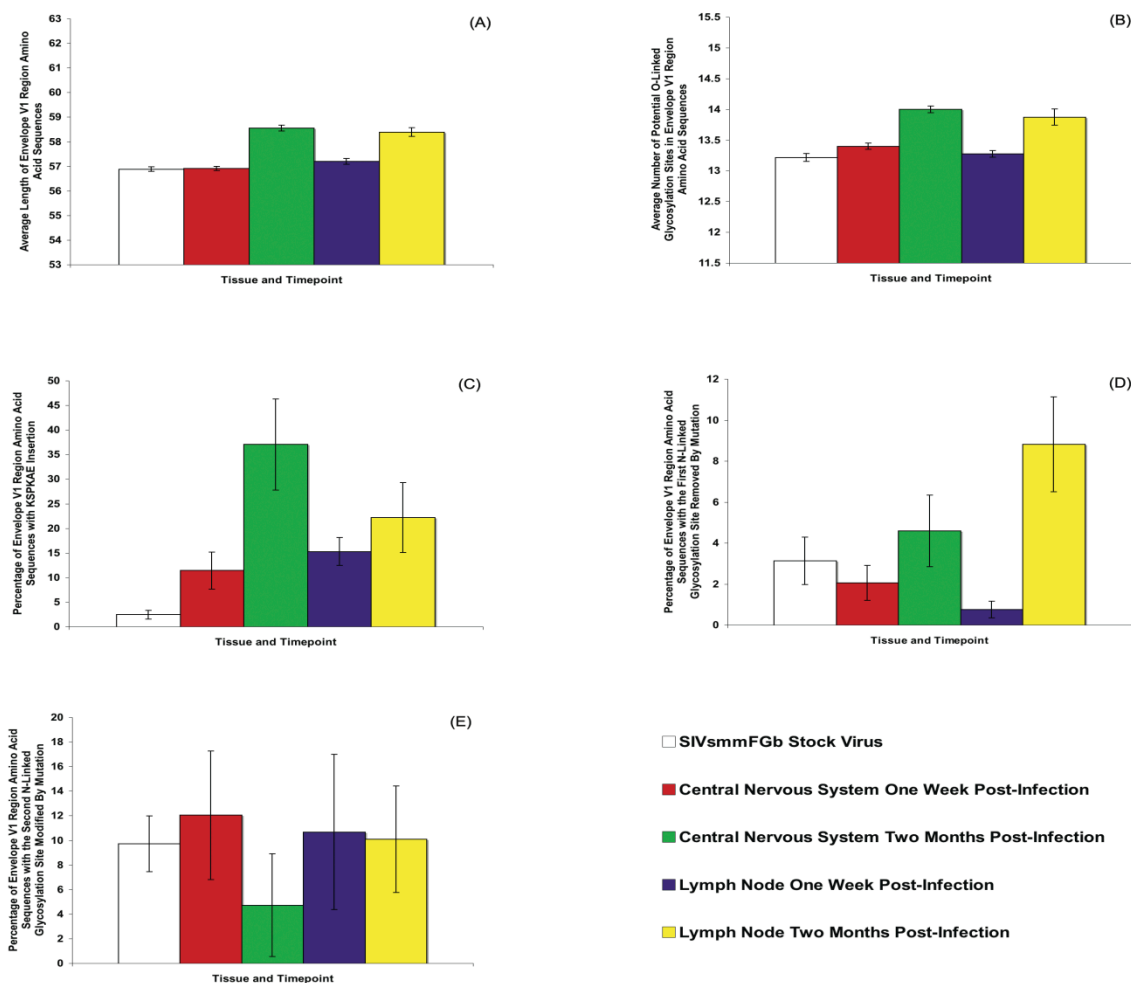 (A)
Average Length of Envelope V1 Region Amino
Acid Sequences
63
62
61
60
59
58
57
56
55
54
53
Tissue and Timepoint
(B)
Average Number of Potential O-Linked
Glycosylation Sites in Envelope V1 Region
Amino Acid Sequences
15.5
15
14.5
14
13.5
13
12.5
12
11.5
Tissue and Timepoint
(C)
Percentage of Envelope V1 Region Amino Acid
Sequences with KSPKAE Insertion
50
45
40
35
30
25
20
15
10
5
0
Tissue and Timepoint
(D)
Percentage of Envelope V1 Region Amino Acid
Sequences with the First N-Linked
Glycosylation Site Removed By Mutation
12
10
8
6
4
2
0
Tissue and Timepoint
(E)
Percentage of Envelope V1 Region Amino Acid
Sequences with the Second N-Linked
Glycosylation Site Modified By Mutation
20
18
16
14
12
10
8
6
4
2
0
Tissue and Timepoint
SIVsmmFGb Stock Virus
Central Nervous System One Week Post-Infection
Central Nervous System Two Months Post-Infection
Lymph Node One Week Post-Infection
Lymph Node Two Months Post-Infection